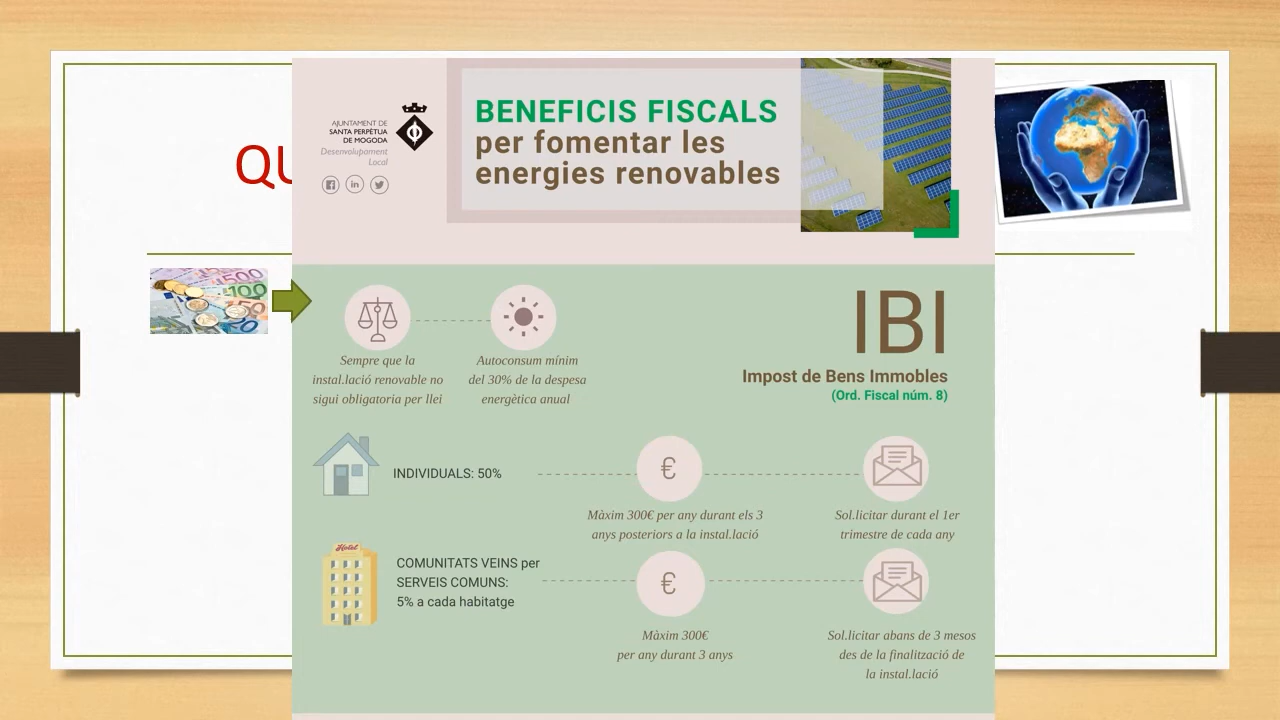 QU
AJUNTAMENT DE
SANTA PERPÈTUA
DE MOGODA
Desenvolupament
Local
BENEFICIS FISCALS
per fomentar les
energies renovables
IBI
Impost de Bens Immobles
(Ord. Fiscal núm. 8)
Sempre que la
instal.lació renovable no
sigui obligatoria per llei
Autoconsum mínim
del 30% de la despesa
energètica anual
INDIVIDUALS: 50%
€
Màxim 300€ per any durant els 3
anys posteriors a la instal.lació
Sol.licitar durant el 1er
trimestre de cada any
Hotel
COMUNITATS VEINS per
SERVEIS COMUNS:
5% a cada habitatge
€
Màxim 300€
per any durant 3 anys
Sol.licitar abans de 3 mesos
des de la finalització de
la instal.lació
500
100
50
20